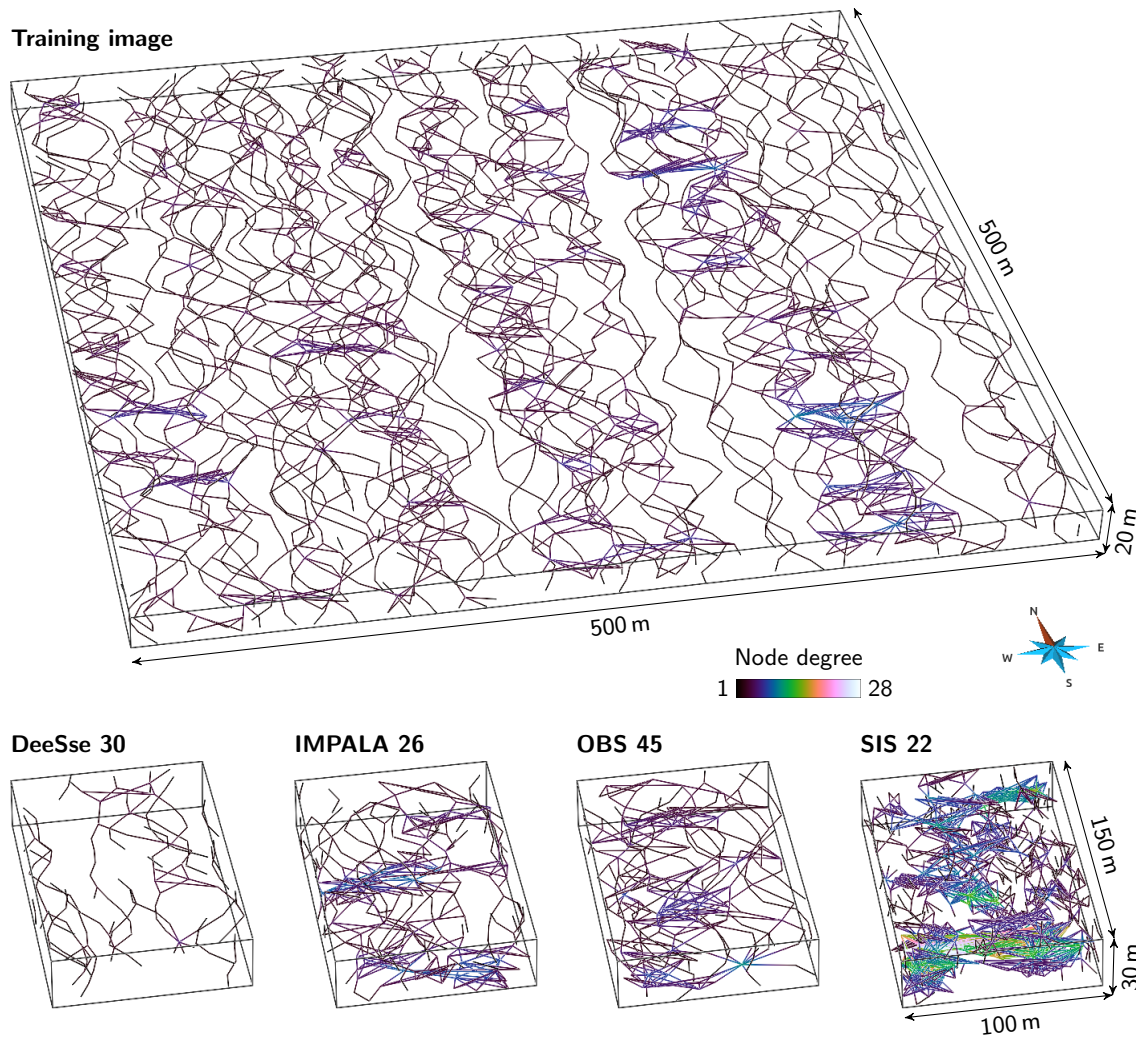 Training image
500 m
20 m
500 m
N
W
E
S
Node degree
1
28
DeeSse 30
IMPALA 26
OBS 45
SIS 22
150 m
30 m
100 m